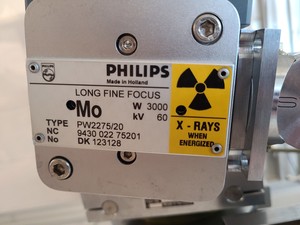 PHILIPS
Made in Holland
LONG FINE FOCUS
Mo W 3000
kV 60
TYPE PW2275/20
NC 9430 022 75201
No DK 123128
X - RAYS
WHEN
ENERGIZED